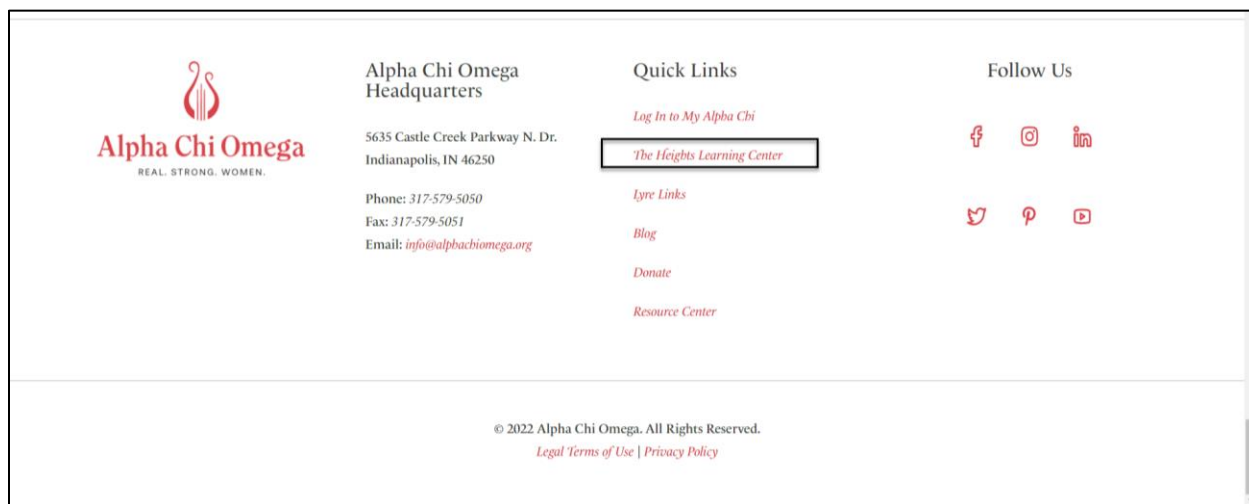 Alpha Chi Omega
REAL. STRONG. WOMEN.
Alpha Chi Omega
Headquarters
5635 Castle Creek Parkway N. Dr.
Indianapolis, IN 46250
Phone: 317-579-5050
Fax: 317-579-5051
Email: info@alphachiomega.org
Quick Links
Log In to My Alpha Chi
The Heights Learning Center
Lyre Links
Blog
Donate
Resource Center
Follow Us
© 2022 Alpha Chi Omega. All Rights Reserved.
Legal Terms of Use | Privacy Policy